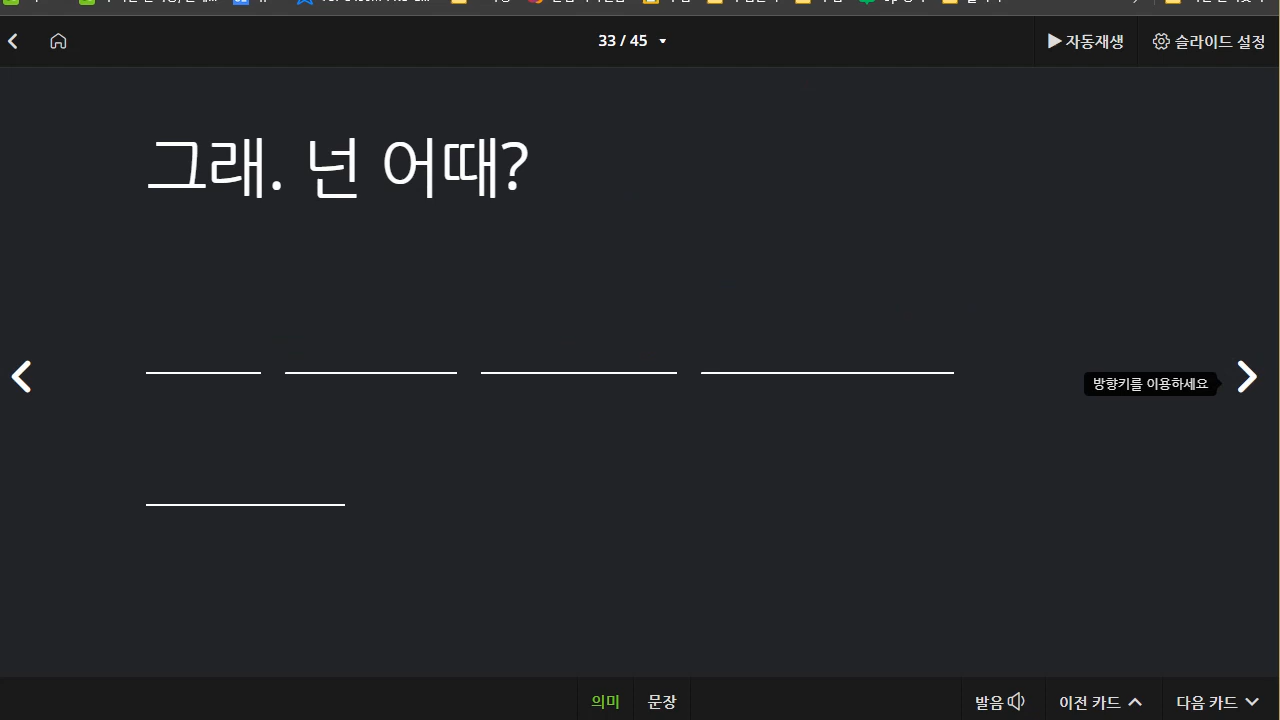 33 / 45
자동재생
슬라이드 설정
그래. 넌 어때?
방향키를 이용하세요
의미
문장
발음
이전 카드
다음 카드